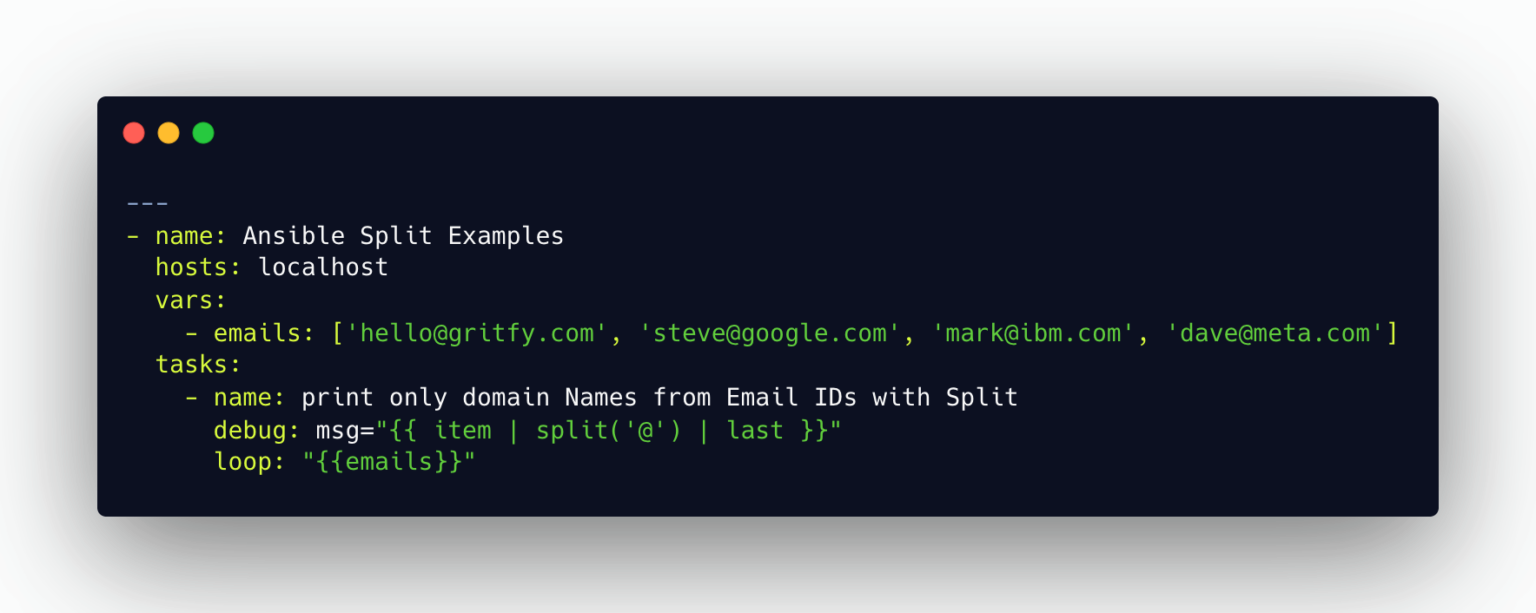 ---
- name: Ansible Split Examples
  hosts: localhost
  vars:
    - emails: ['hello@gritfy.com', 'steve@google.com', 'mark@ibm.com', 'dave@meta.com']
  tasks:
    - name: print only domain Names from Email IDs with Split
      debug: msg="{{ item | split('@') | last }}"
      loop: "{{emails}}"